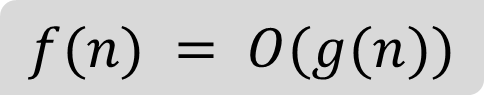 f(n) = O(g(n))